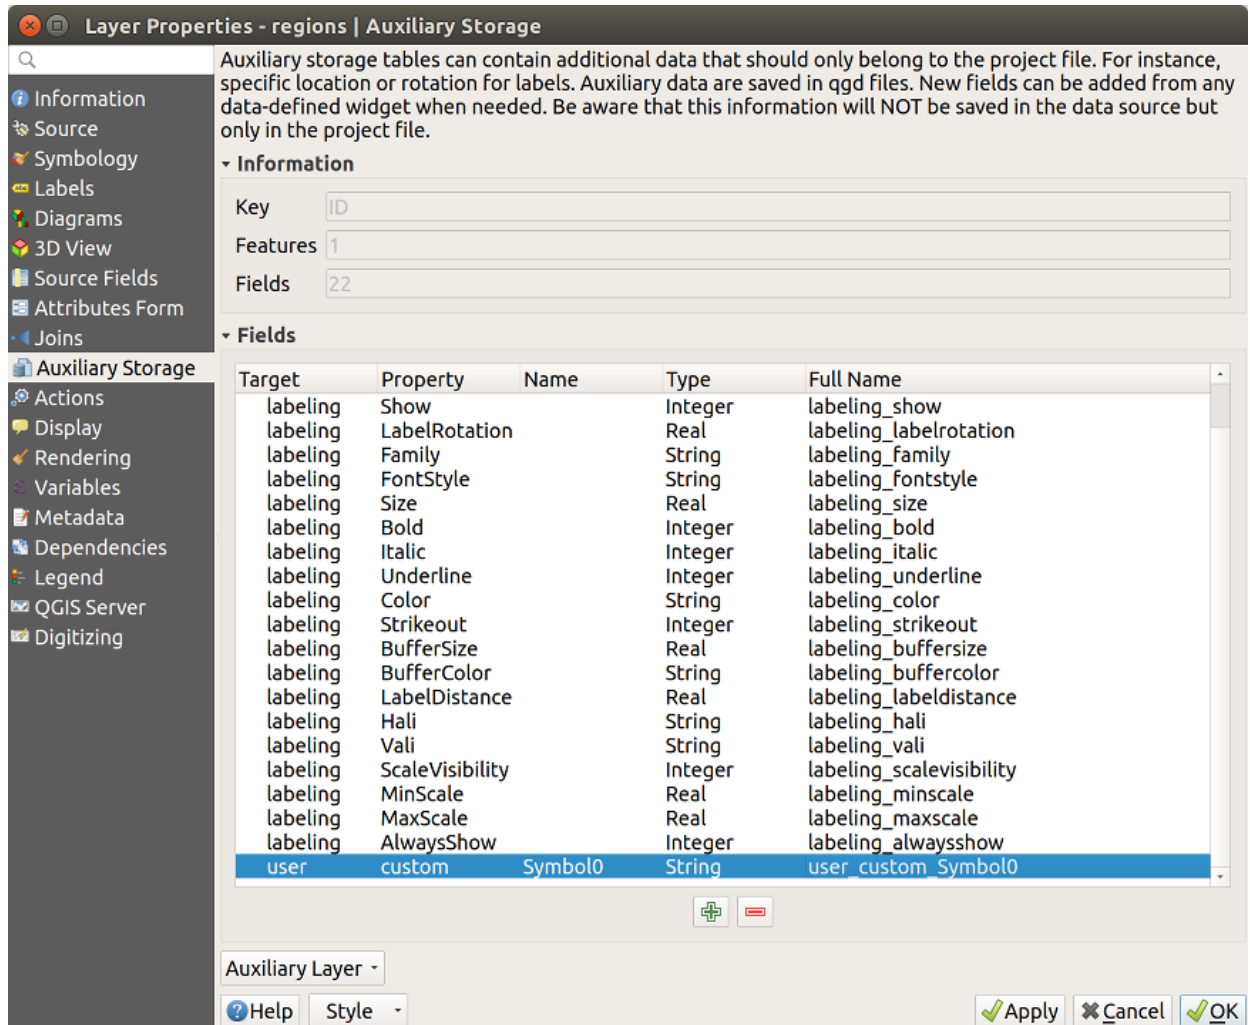 Layer Properties - regions | Auxiliary Storage
Information
Source
Symbology
Labels
Diagrams
3D View
Source Fields
Attributes Form
Joins
Auxiliary Storage
Actions
Display
Rendering
Variables
Metadata
Dependencies
Legend
QGIS Server
Digitizing
Auxiliary storage tables can contain additional data that should only belong to the project file. For instance,
specific location or rotation for labels. Auxiliary data are saved in qgd files. New fields can be added from any
data-defined widget when needed. Be aware that this information will NOT be saved in the data source but
only in the project file.
Information
Key ID
Features 1
Fields 22
Fields
Target Property Name Type Full Name
labeling Show Integer labeling_show
labeling LabelRotation Real labeling_labelrotation
labeling Family String labeling_family
labeling FontStyle String labeling_fontstyle
labeling Size Real labeling_size
labeling Bold Integer labeling_bold
labeling Italic Integer labeling_italic
labeling Underline Integer labeling_underline
labeling Color String labeling_color
labeling Strikeout Integer labeling_strikeout
labeling BufferSize Real labeling_buffersize
labeling BufferColor String labeling_buffercolor
labeling LabelDistance Real labeling_labeldistance
labeling Hali String labeling_hali
labeling Vali String labeling_vali
labeling ScaleVisibility Integer labeling_scalevisibility
labeling MinScale Real labeling_minscale
labeling MaxScale Real labeling_maxscale
labeling AlwaysShow Integer labeling_alwaysshow
user custom Symbol0 String user_custom_Symbol0
Auxiliary Layer
Help Style Apply Cancel OK